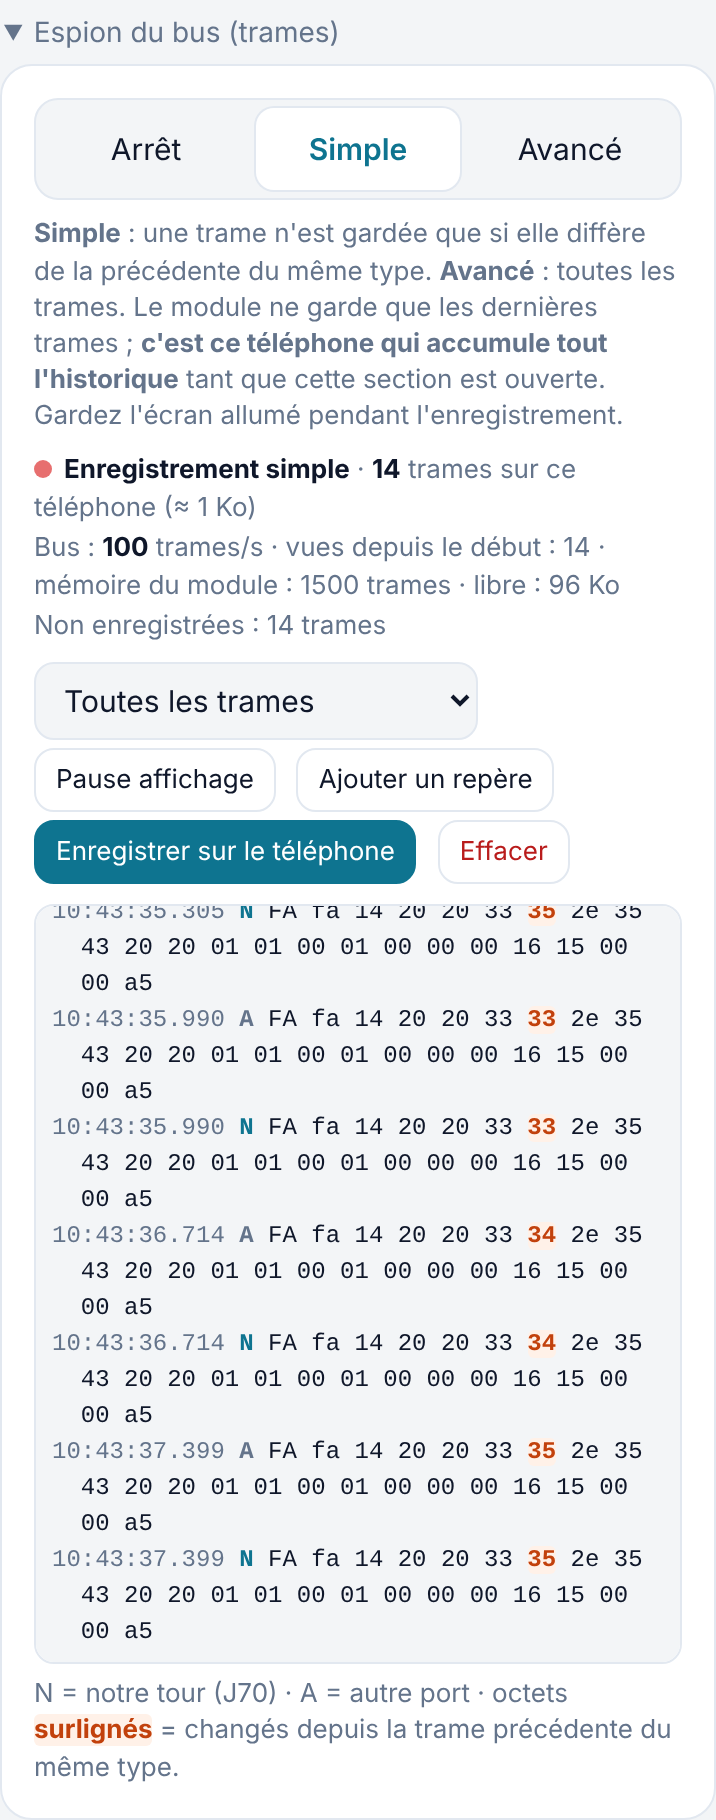 ▼ Espion du bus (trames)
Arrêt Simple Avancé
Simple : une trame n'est gardée que si elle diffère
de la précédente du même type. Avancé : toutes les
trames. Le module ne garde que les dernières
trames ; c'est ce téléphone qui accumule tout
l'historique tant que cette section est ouverte.
Gardez l'écran allumé pendant l'enregistrement.
Enregistrement simple · 14 trames sur ce
téléphone (≈ 1 Ko)
Bus : 100 trames/s · vues depuis le début : 14 ·
mémoire du module : 1500 trames · libre : 96 Ko
Non enregistrées : 14 trames
Toutes les trames
Pause affichage Ajouter un repère
Enregistrer sur le téléphone Effacer
10:43:35.305 N FA fa 14 20 20 33 35 2e 35
43 20 20 01 01 00 01 00 00 00 16 15 00
00 a5
10:43:35.990 A FA fa 14 20 20 33 33 2e 35
43 20 20 01 01 00 01 00 00 00 16 15 00
00 a5
10:43:35.990 N FA fa 14 20 20 33 33 2e 35
43 20 20 01 01 00 01 00 00 00 16 15 00
00 a5
10:43:36.714 A FA fa 14 20 20 33 34 2e 35
43 20 20 01 01 00 01 00 00 00 16 15 00
00 a5
10:43:36.714 N FA fa 14 20 20 33 34 2e 35
43 20 20 01 01 00 01 00 00 00 16 15 00
00 a5
10:43:37.399 A FA fa 14 20 20 33 35 2e 35
43 20 20 01 01 00 01 00 00 00 16 15 00
00 a5
10:43:37.399 N FA fa 14 20 20 33 35 2e 35
43 20 20 01 01 00 01 00 00 00 16 15 00
00 a5
N = notre tour (J70) · A = autre port · octets
surlignés = changés depuis la trame précédente du
même type.